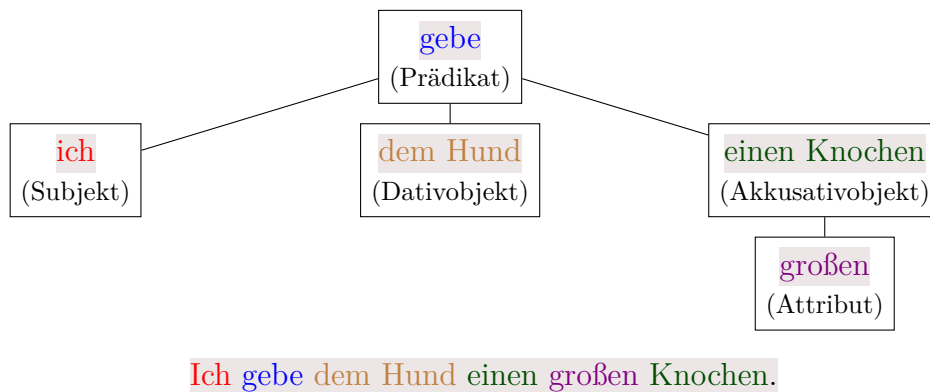 gebe
(Prädikat)
ich
(Subjekt)
dem Hund
(Dativobjekt)
einen Knochen
(Akkusativobjekt)
großen
(Attribut)
Ich gebe dem Hund einen großen Knochen.